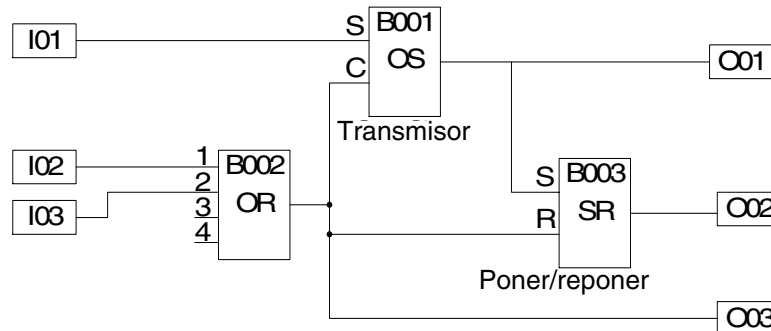 I01
S
B001
OS
C
O01
Transmisor
I02
1
B002
2
OR
I03
3
4
S
B003
SR
R
O02
Poner/reponer
O03